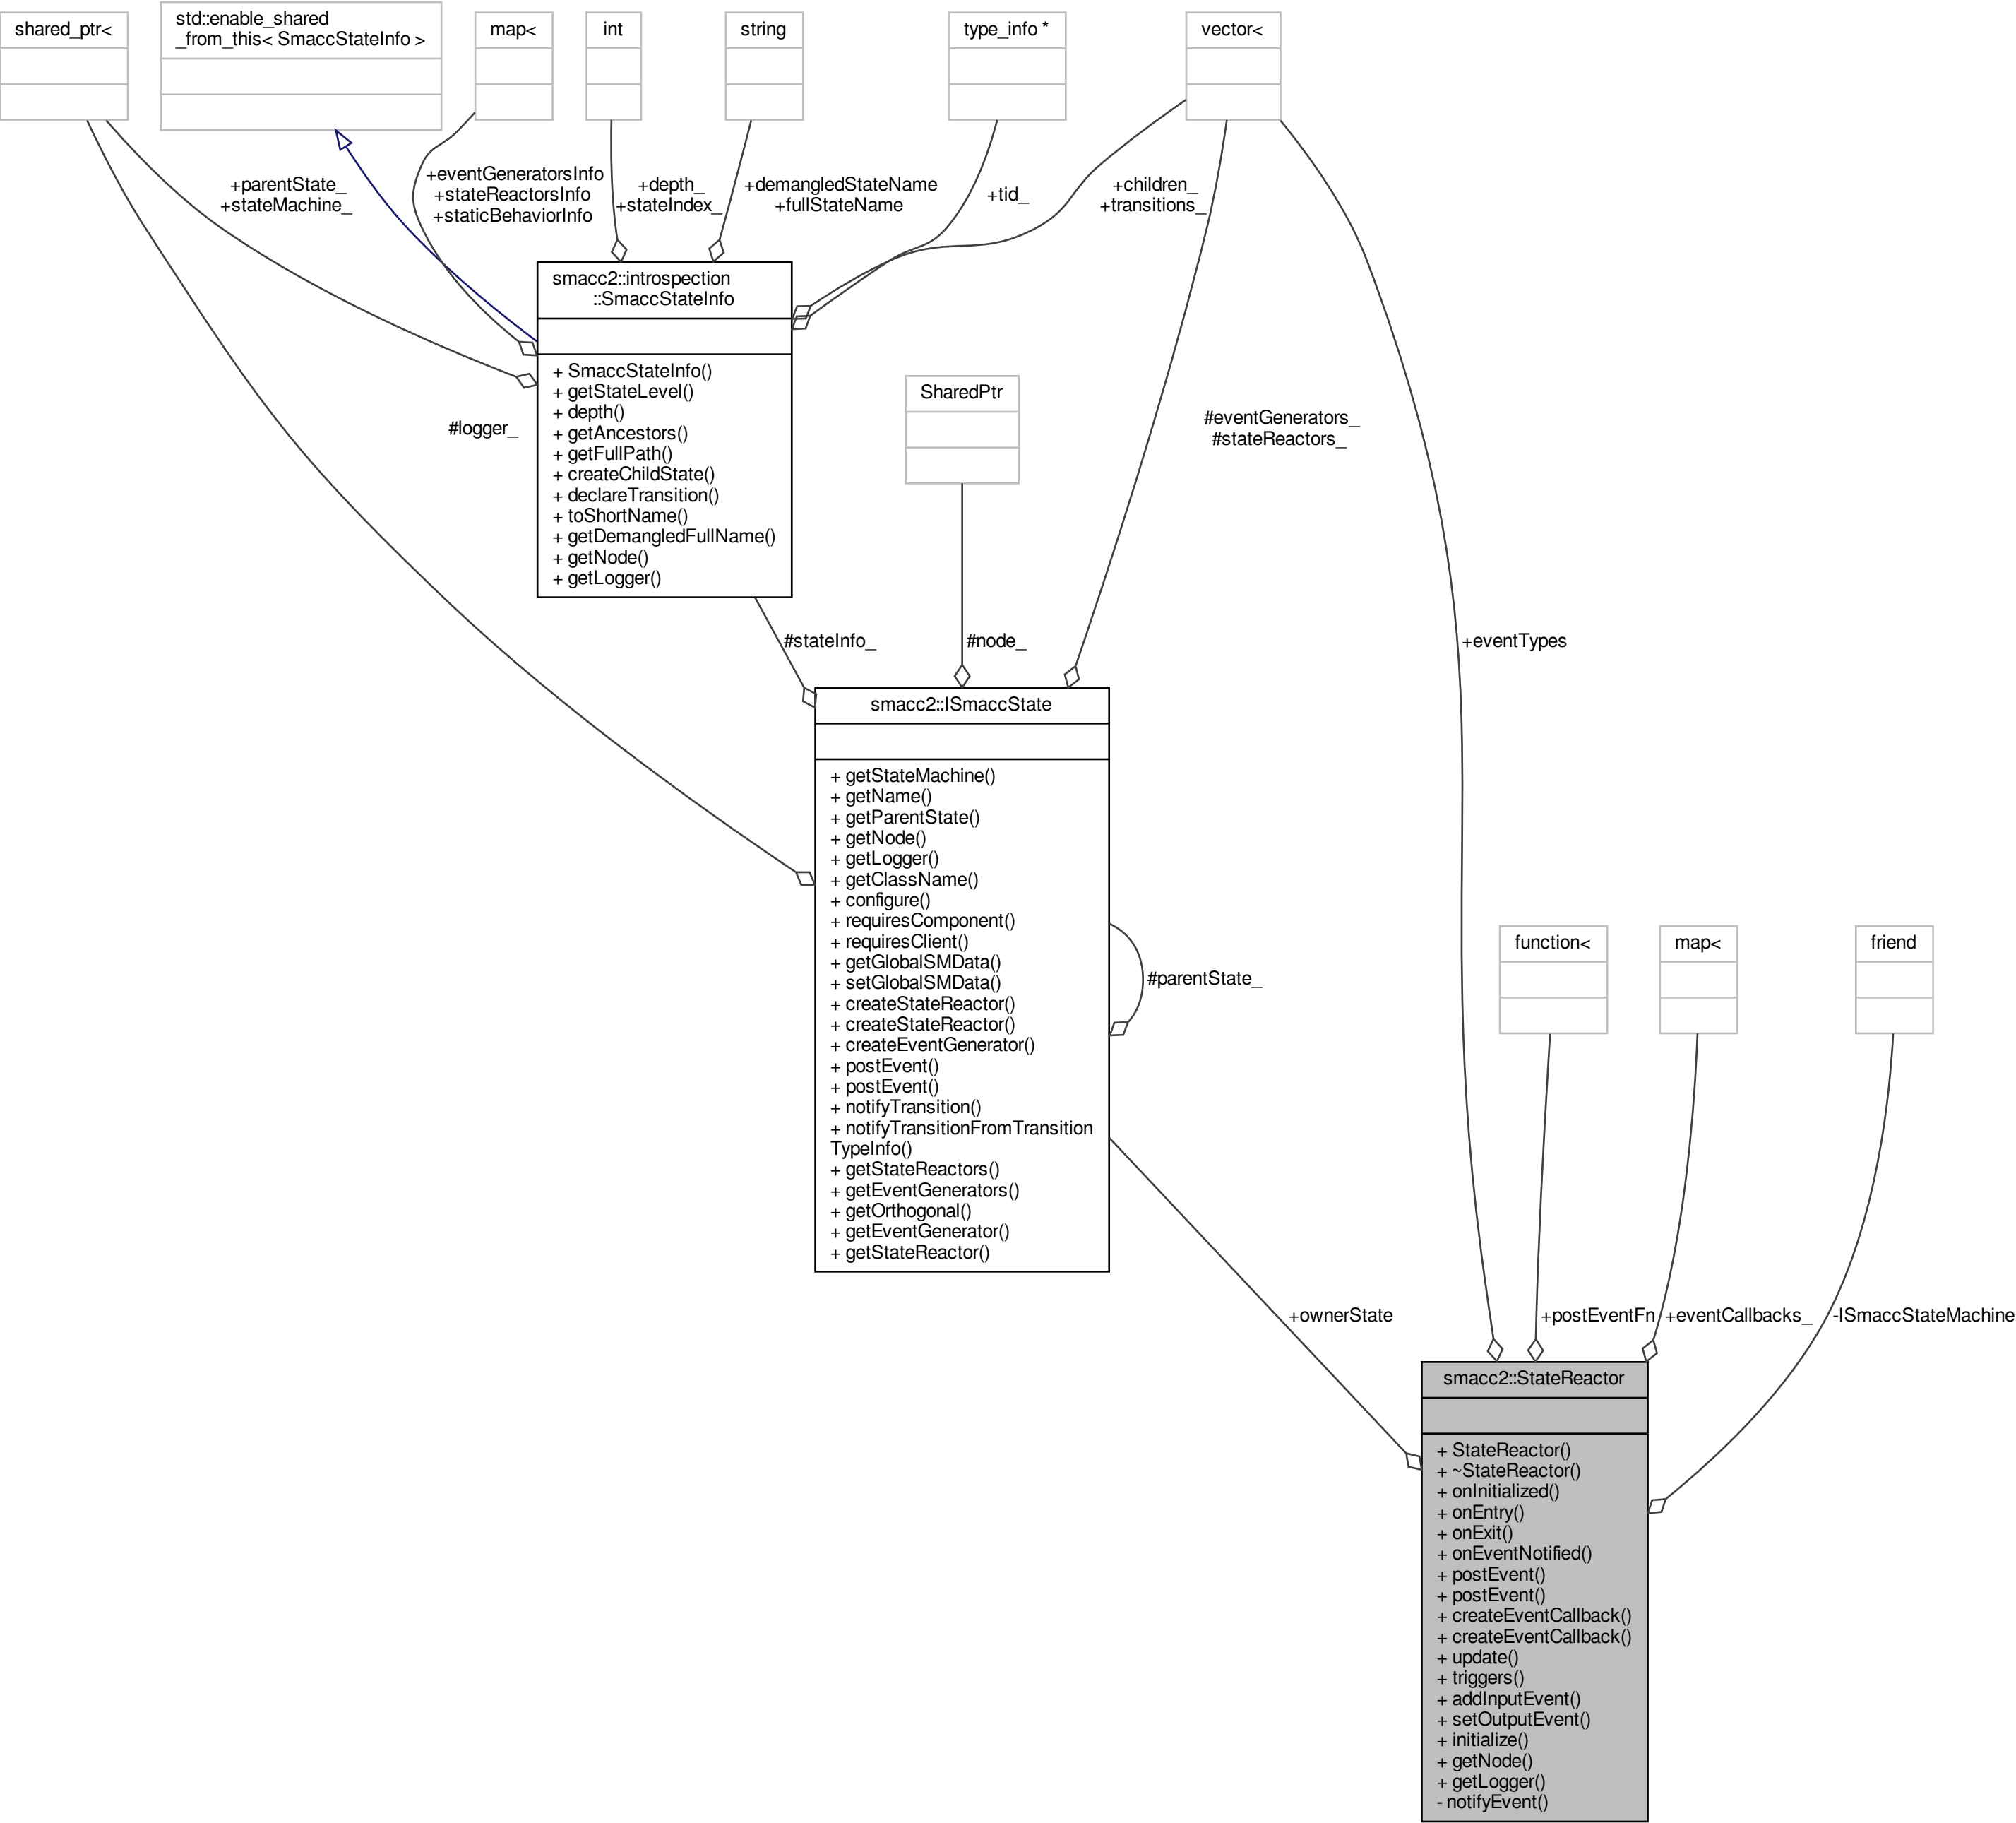 shared_ptr<
std::enable_shared
_from_this< SmaccStateInfo >
map<
int
string
type_info *
vector<
+parentState_
+stateMachine_
+eventGeneratorsInfo
+stateReactorsInfo
+staticBehaviorInfo
+depth_
+stateIndex_
+demangledStateName
+fullStateName
+tid_
+children_
+transitions_
smacc2::introspection
::SmaccStateInfo
+ SmaccStateInfo()
+ getStateLevel()
+ depth()
+ getAncestors()
+ getFullPath()
+ createChildState()
+ declareTransition()
+ toShortName()
+ getDemangledFullName()
+ getNode()
+ getLogger()
#logger_
SharedPtr
#eventGenerators_
#stateReactors_
#stateInfo_
#node_
+eventTypes
smacc2::ISmaccState
+ getStateMachine()
+ getName()
+ getParentState()
+ getNode()
+ getLogger()
+ getClassName()
+ configure()
+ requiresComponent()
+ requiresClient()
+ getGlobalSMData()
+ setGlobalSMData()
+ createStateReactor()
+ createStateReactor()
+ createEventGenerator()
+ postEvent()
+ postEvent()
+ notifyTransition()
+ notifyTransitionFromTransition
TypeInfo()
+ getStateReactors()
+ getEventGenerators()
+ getOrthogonal()
+ getEventGenerator()
+ getStateReactor()
#parentState_
function<
map<
friend
+ownerState
+postEventFn
+eventCallbacks_
-ISmaccStateMachine
smacc2::StateReactor
+ StateReactor()
+ ~StateReactor()
+ onInitialized()
+ onEntry()
+ onExit()
+ onEventNotified()
+ postEvent()
+ postEvent()
+ createEventCallback()
+ createEventCallback()
+ update()
+ triggers()
+ addInputEvent()
+ setOutputEvent()
+ initialize()
+ getNode()
+ getLogger()
- notifyEvent()